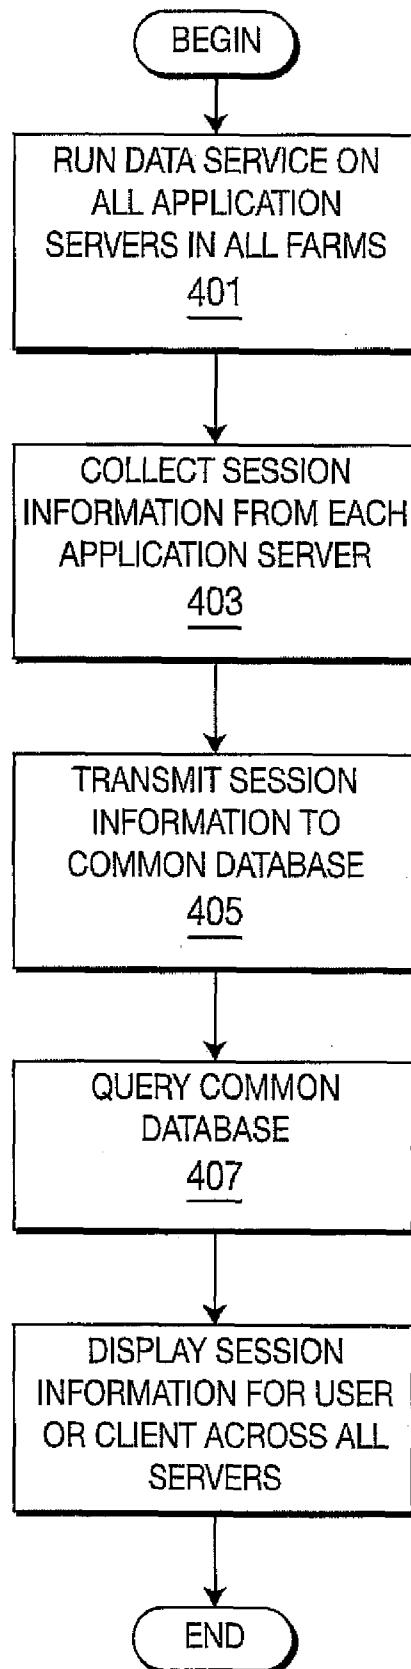 BEGIN
RUN DATA SERVICE ON
ALL APPLICATION
SERVERS IN ALL FARMS
401
COLLECT SESSION
INFORMATION FROM EACH
APPLICATION SERVER
403
TRANSMIT SESSION
INFORMATION TO
COMMON DATABASE
405
QUERY COMMON
DATABASE
407
DISPLAY SESSION
INFORMATION FOR USER
OR CLIENT ACROSS ALL
SERVERS
END